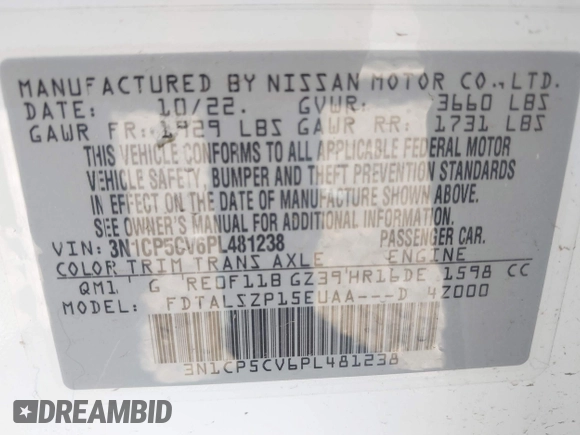 MANUFACTURED BY NISSAN MOTOR CO., LTD.
DATE: 10/22. GVWR: 3660 LBS
GAWR FR: 1929 LBS GAWR RR: 1731 LBS
THIS VEHICLE CONFORMS TO ALL APPLICABLE FEDERAL MOTOR
VEHICLE SAFETY, BUMPER AND THEFT PREVENTION STANDARDS
IN EFFECT ON THE DATE OF MANUFACTURE SHOWN ABOVE.
SEE OWNER'S MANUAL FOR ADDITIONAL INFORMATION
VIN: 3N1CP5CV6PL481238 PASSENGER CAR.
COLOR TRIM TRANS AXLE ENGINE
QM1 G RE0F11B GZ39 HR16DE 1598 CC
MODEL: FDTALSZP15EUAA---D 4Z000
3N1CP5CV6PL481238
DREAMBID